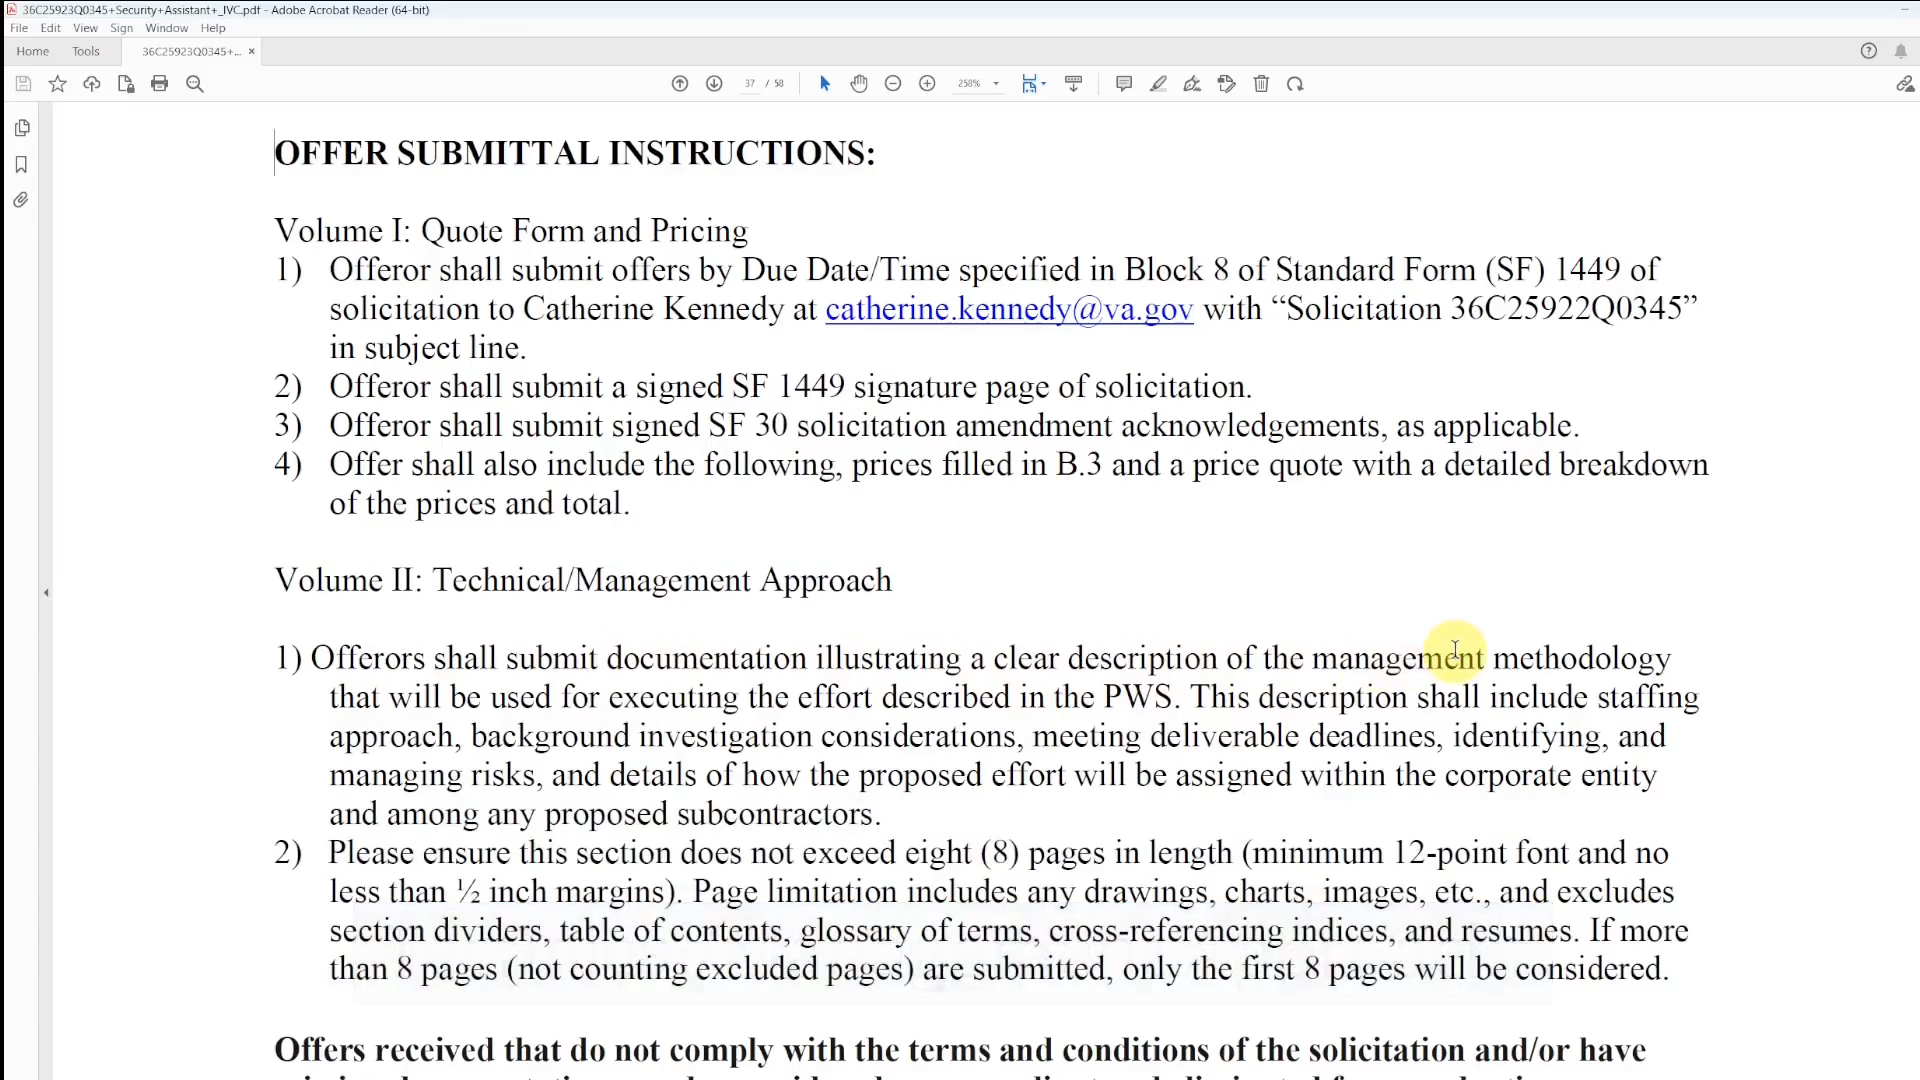 36C25923Q0345+Security+Assistant+_IVC.pdf - Adobe Acrobat Reader (64-bit)
File Edit View Sign Window Help
Home Tools 36C25923Q0345+... ×
37 / 58 258%
OFFER SUBMITTAL INSTRUCTIONS:
Volume I: Quote Form and Pricing
1) Offeror shall submit offers by Due Date/Time specified in Block 8 of Standard Form (SF) 1449 of
solicitation to Catherine Kennedy at catherine.kennedy@va.gov with “Solicitation 36C25922Q0345”
in subject line.
2) Offeror shall submit a signed SF 1449 signature page of solicitation.
3) Offeror shall submit signed SF 30 solicitation amendment acknowledgements, as applicable.
4) Offer shall also include the following, prices filled in B.3 and a price quote with a detailed breakdown
of the prices and total.
Volume II: Technical/Management Approach
1) Offerors shall submit documentation illustrating a clear description of the management methodology
that will be used for executing the effort described in the PWS. This description shall include staffing
approach, background investigation considerations, meeting deliverable deadlines, identifying, and
managing risks, and details of how the proposed effort will be assigned within the corporate entity
and among any proposed subcontractors.
2) Please ensure this section does not exceed eight (8) pages in length (minimum 12-point font and no
less than ½ inch margins). Page limitation includes any drawings, charts, images, etc., and excludes
section dividers, table of contents, glossary of terms, cross-referencing indices, and resumes. If more
than 8 pages (not counting excluded pages) are submitted, only the first 8 pages will be considered.
Offers received that do not comply with the terms and conditions of the solicitation and/or have